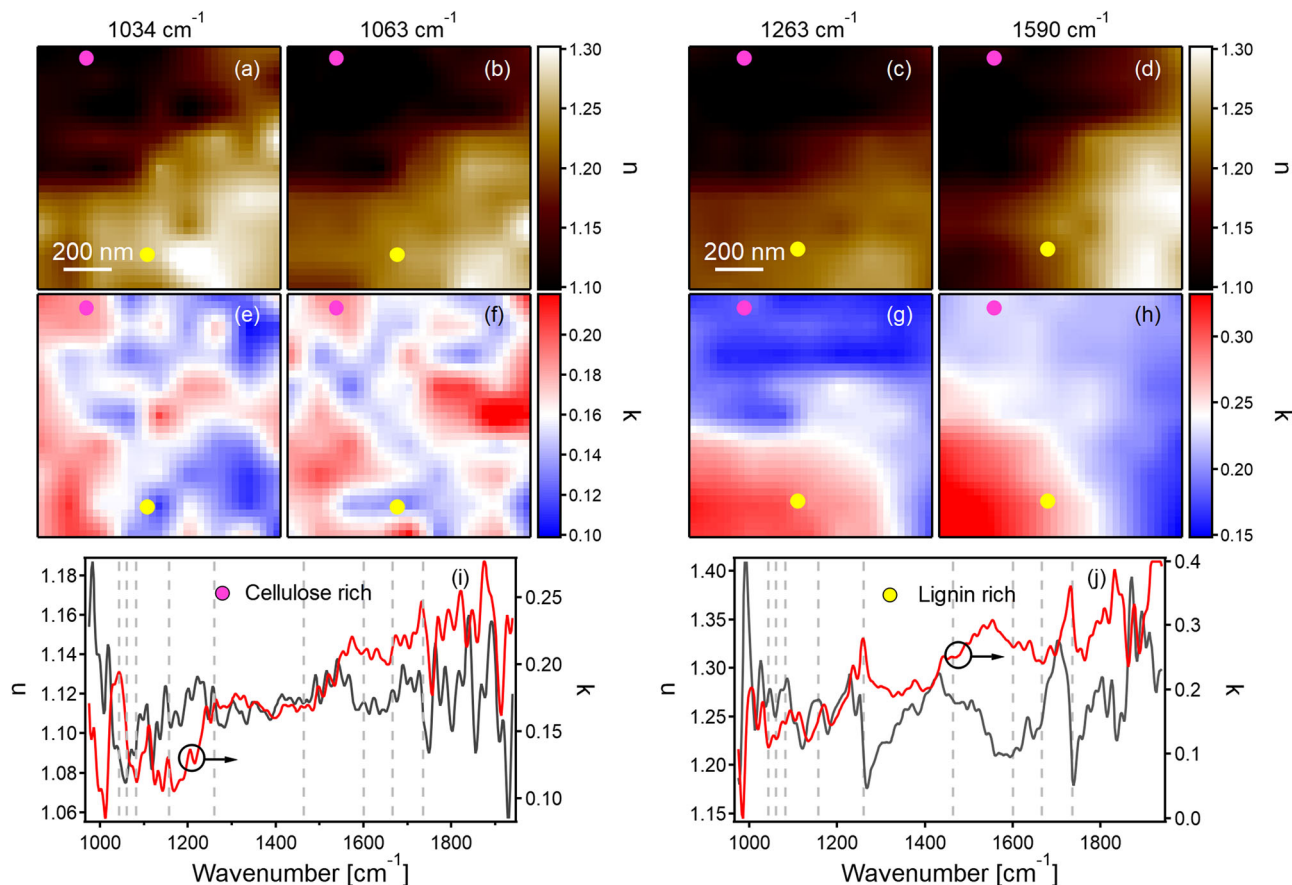 1034 cm⁻¹ 1063 cm⁻¹ 1263 cm⁻¹ 1590 cm⁻¹
(a) (b) (c) (d)
200 nm 200 nm
1.30
1.25
1.20
1.15
1.10
n
1.30
1.25
1.20
1.15
1.10
n
(e) (f) (g) (h)
0.20
0.18
0.16
0.14
0.12
0.10
k
0.30
0.25
0.20
0.15
k
(i)
Cellulose rich
n
1.18
1.16
1.14
1.12
1.10
1.08
1.06
0.25
0.20
0.15
0.10
k
1000 1200 1400 1600 1800
Wavenumber [cm⁻¹]
(j)
Lignin rich
n
1.40
1.35
1.30
1.25
1.20
1.15
0.4
0.3
0.2
0.1
0.0
k
1000 1200 1400 1600 1800
Wavenumber [cm⁻¹]